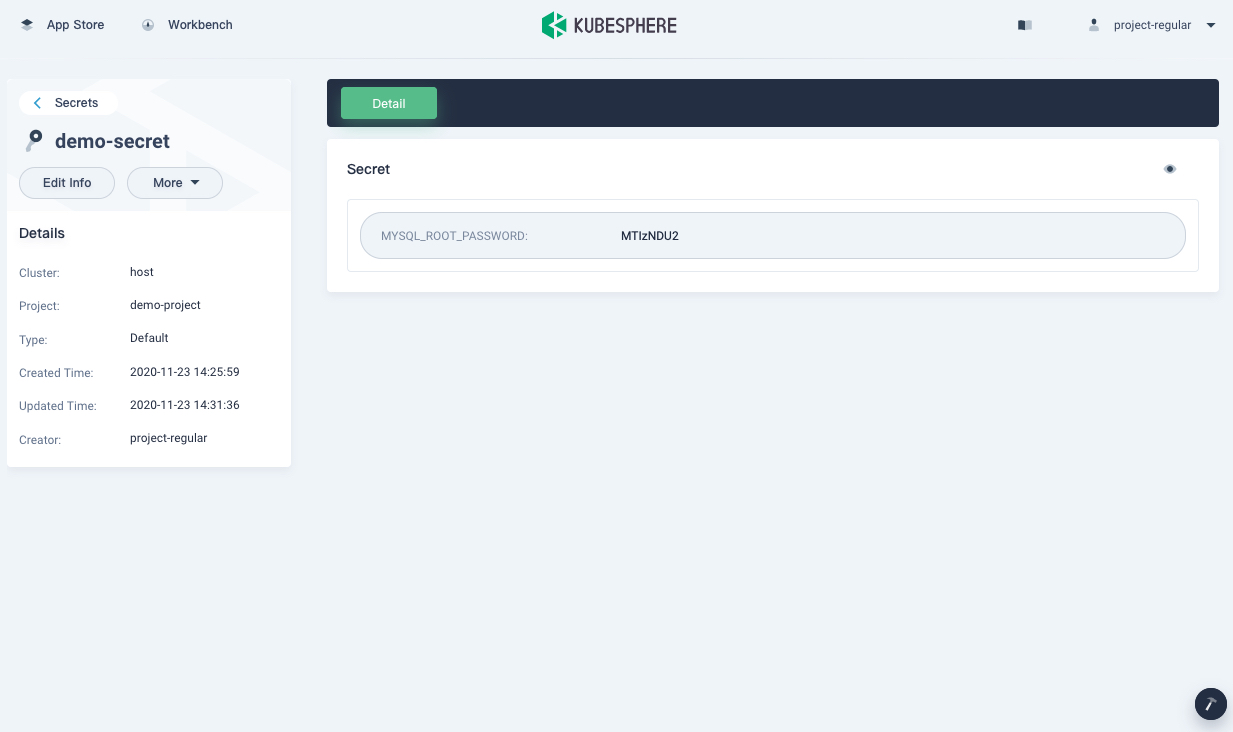 App Store
Workbench
KUBESPHERE
project-regular
Secrets
demo-secret
Edit Info
More
Details
Cluster: host
Project: demo-project
Type: Default
Created Time: 2020-11-23 14:25:59
Updated Time: 2020-11-23 14:31:36
Creator: project-regular
Detail
Secret
MYSQL_ROOT_PASSWORD: MTIzNDU2